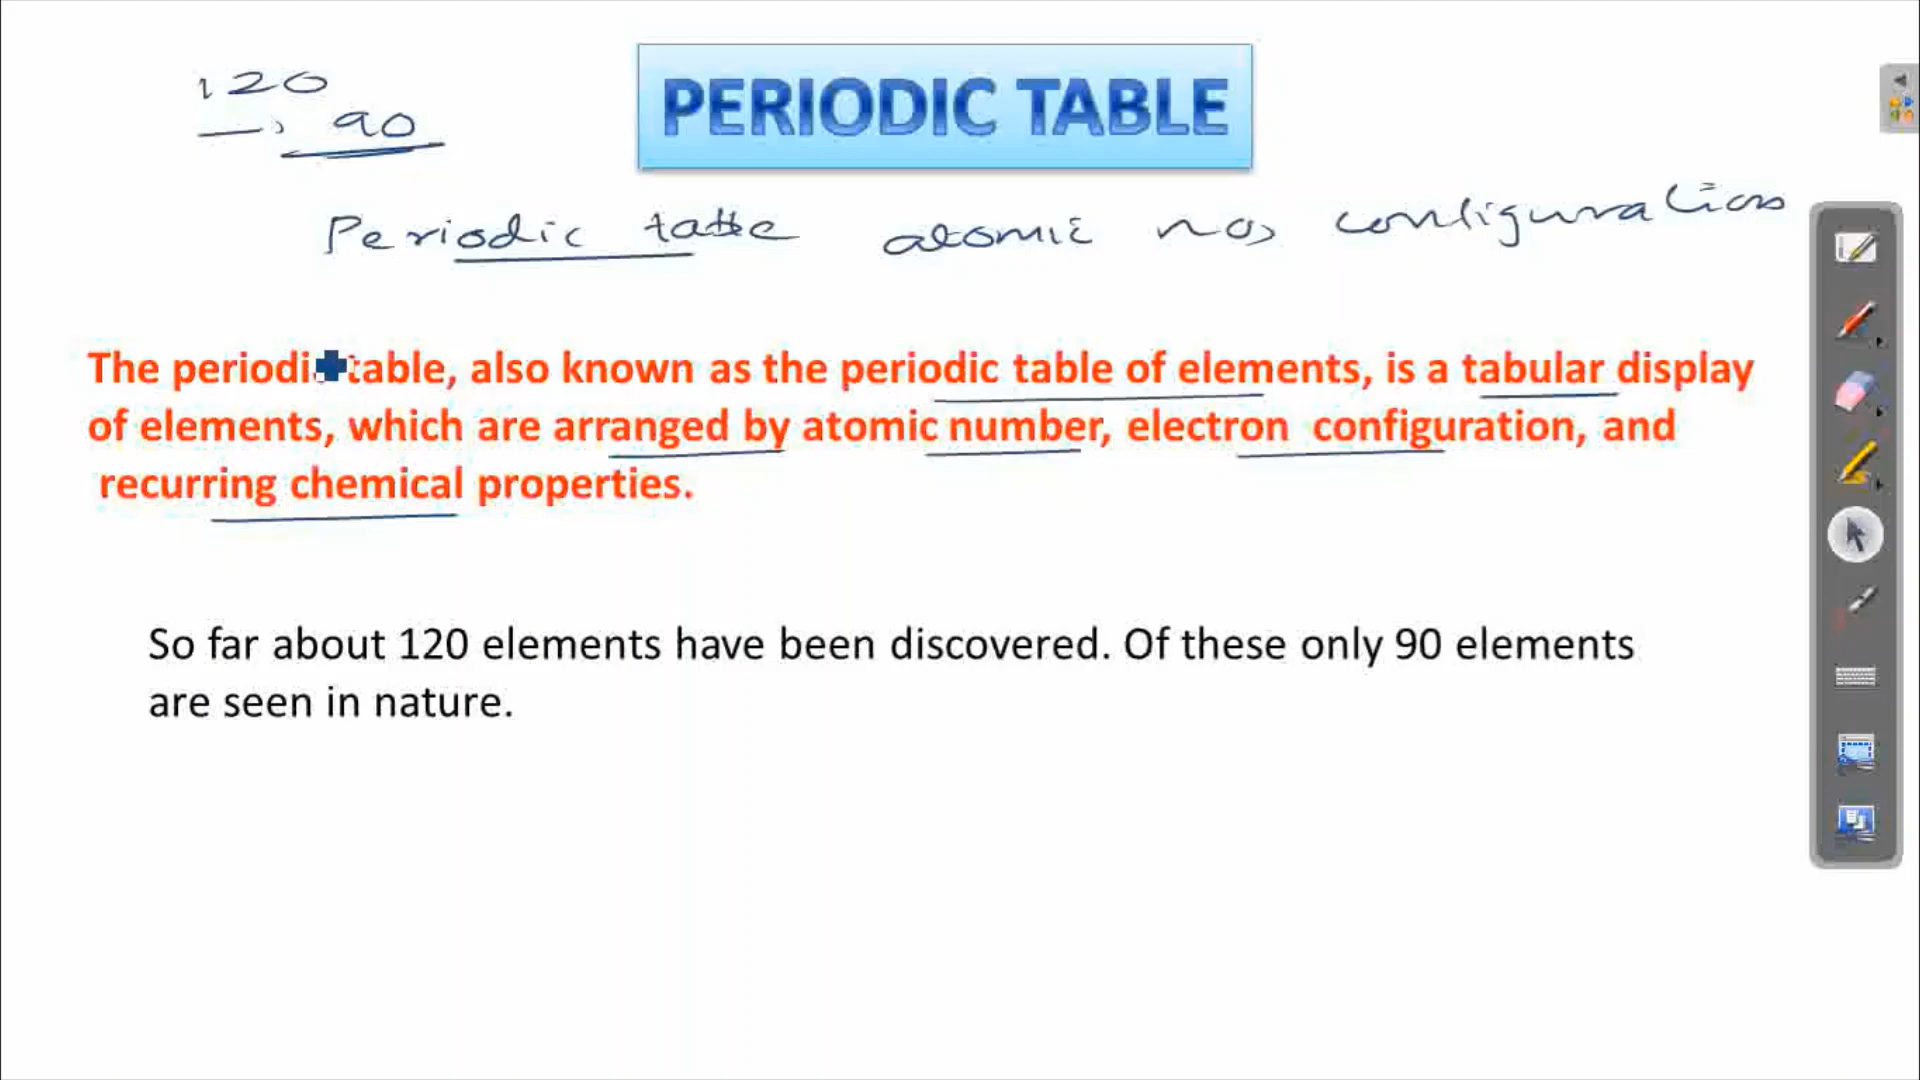 120
90
PERIODIC TABLE
Periodic table atomic nos configuration
The periodic table, also known as the periodic table of elements, is a tabular display
of elements, which are arranged by atomic number, electron configuration, and
recurring chemical properties.
So far about 120 elements have been discovered. Of these only 90 elements
are seen in nature.